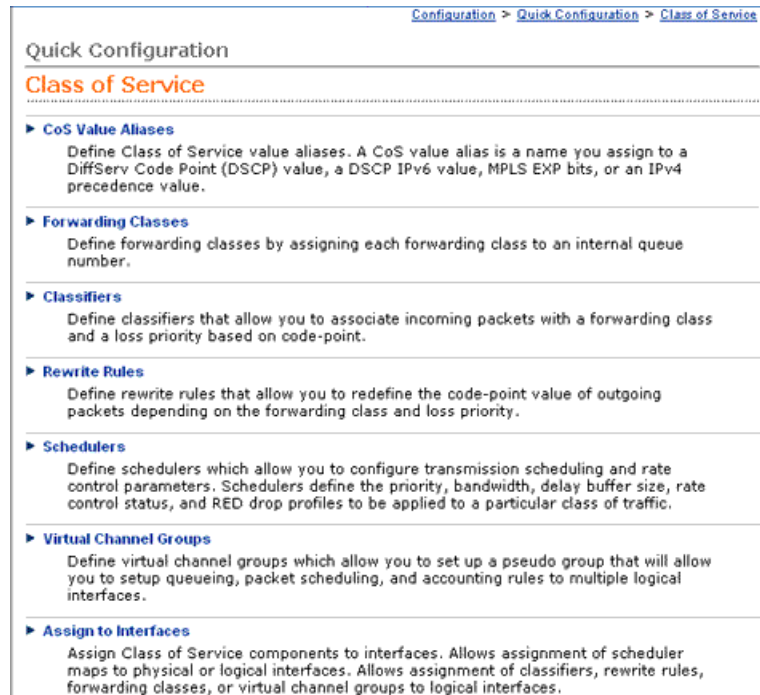 Configuration > Quick Configuration > Class of Service
Quick Configuration
Class of Service
CoS Value Aliases
Define Class of Service value aliases. A CoS value alias is a name you assign to a
DiffServ Code Point (DSCP) value, a DSCP IPv6 value, MPLS EXP bits, or an IPv4
precedence value.
Forwarding Classes
Define forwarding classes by assigning each forwarding class to an internal queue
number.
Classifiers
Define classifiers that allow you to associate incoming packets with a forwarding class
and a loss priority based on code-point.
Rewrite Rules
Define rewrite rules that allow you to redefine the code-point value of outgoing
packets depending on the forwarding class and loss priority.
Schedulers
Define schedulers which allow you to configure transmission scheduling and rate
control parameters. Schedulers define the priority, bandwidth, delay buffer size, rate
control status, and RED drop profiles to be applied to a particular class of traffic.
Virtual Channel Groups
Define virtual channel groups which allow you to set up a pseudo group that will allow
you to setup queueing, packet scheduling, and accounting rules to multiple logical
interfaces.
Assign to Interfaces
Assign Class of Service components to interfaces. Allows assignment of scheduler
maps to physical or logical interfaces. Allows assignment of classifiers, rewrite rules,
forwarding classes, or virtual channel groups to logical interfaces.